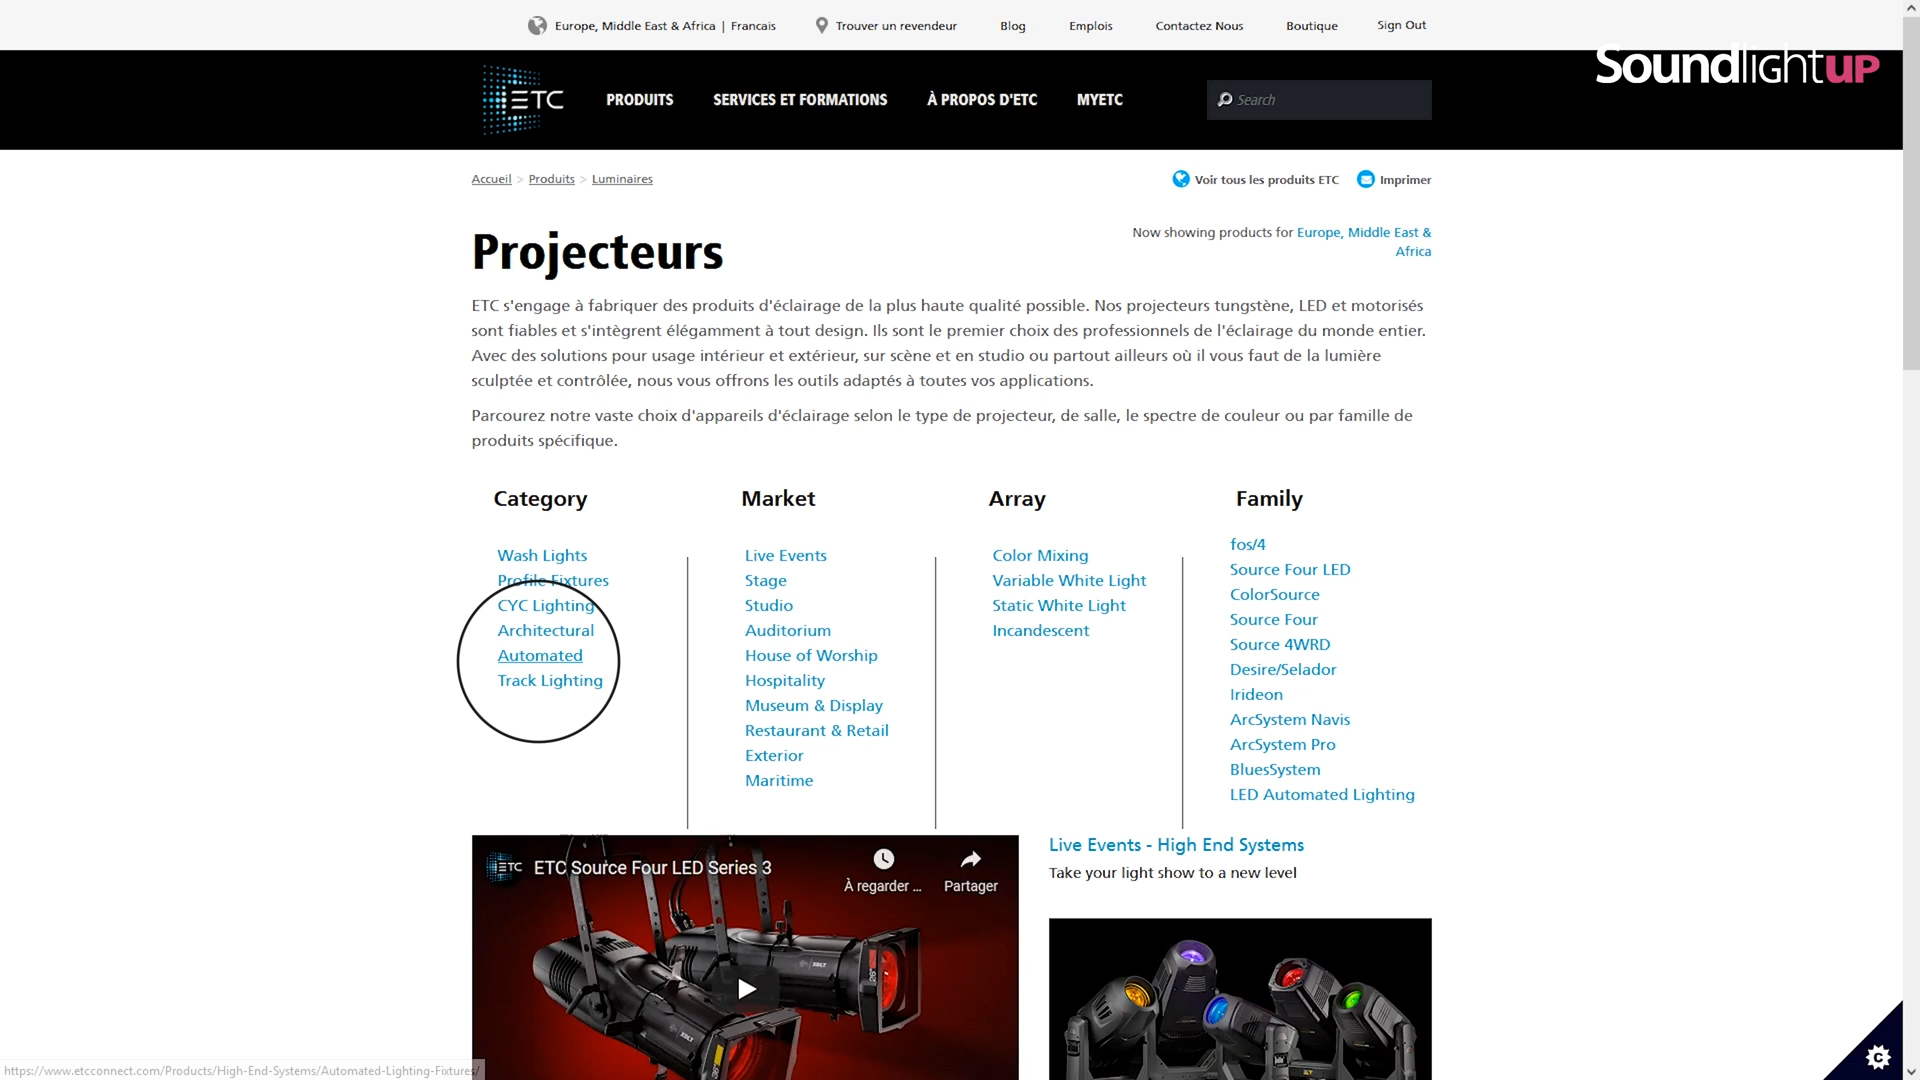 Europe, Middle East & Africa | Francais
Trouver un revendeur
Blog
Emplois
Contactez Nous
Boutique
Sign Out
SoundlightUP
ETC
PRODUITS
SERVICES ET FORMATIONS
À PROPOS D'ETC
MYETC
Search
Accueil > Produits > Luminaires
Voir tous les produits ETC
Imprimer
Projecteurs
Now showing products for Europe, Middle East &
Africa
ETC s'engage à fabriquer des produits d'éclairage de la plus haute qualité possible. Nos projecteurs tungstène, LED et motorisés
sont fiables et s'intègrent élégamment à tout design. Ils sont le premier choix des professionnels de l'éclairage du monde entier.
Avec des solutions pour usage intérieur et extérieur, sur scène et en studio ou partout ailleurs où il vous faut de la lumière
sculptée et contrôlée, nous vous offrons les outils adaptés à toutes vos applications.
Parcourez notre vaste choix d'appareils d'éclairage selon le type de projecteur, de salle, le spectre de couleur ou par famille de
produits spécifique.
Category
Wash Lights
Profile Fixtures
CYC Lighting
Architectural
Automated
Track Lighting
Market
Live Events
Stage
Studio
Auditorium
House of Worship
Hospitality
Museum & Display
Restaurant & Retail
Exterior
Maritime
Array
Color Mixing
Variable White Light
Static White Light
Incandescent
Family
fos/4
Source Four LED
ColorSource
Source Four
Source 4WRD
Desire/Selador
Irideon
ArcSystem Navis
ArcSystem Pro
BluesSystem
LED Automated Lighting
ETC
ETC Source Four LED Series 3
À regarder ...
Partager
26°
XDLT
XDLT
Live Events - High End Systems
Take your light show to a new level
https://www.etcconnect.com/Products/High-End-Systems/Automated-Lighting-Fixtures/